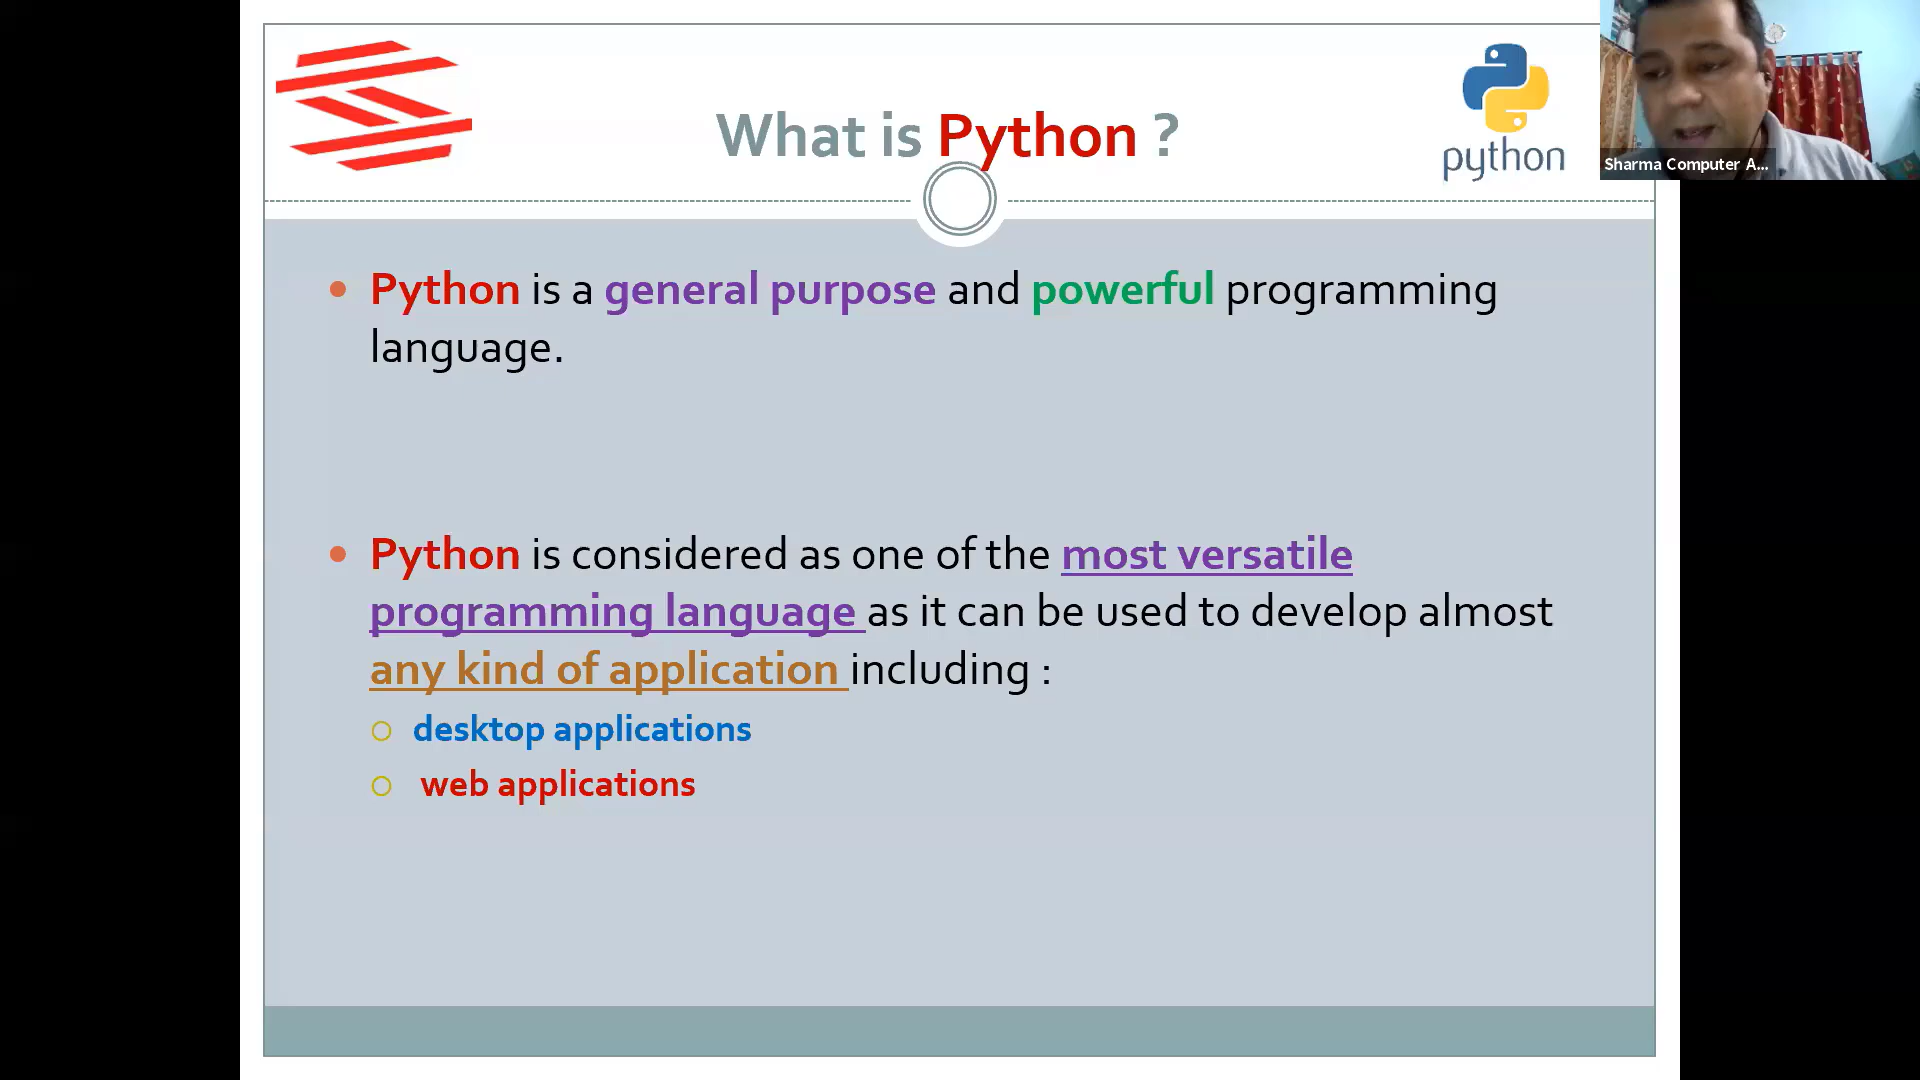 What is Python ?
python
Sharma Computer A...
Python is a general purpose and powerful programming
language.
Python is considered as one of the most versatile
programming language as it can be used to develop almost
any kind of application including :
desktop applications
web applications